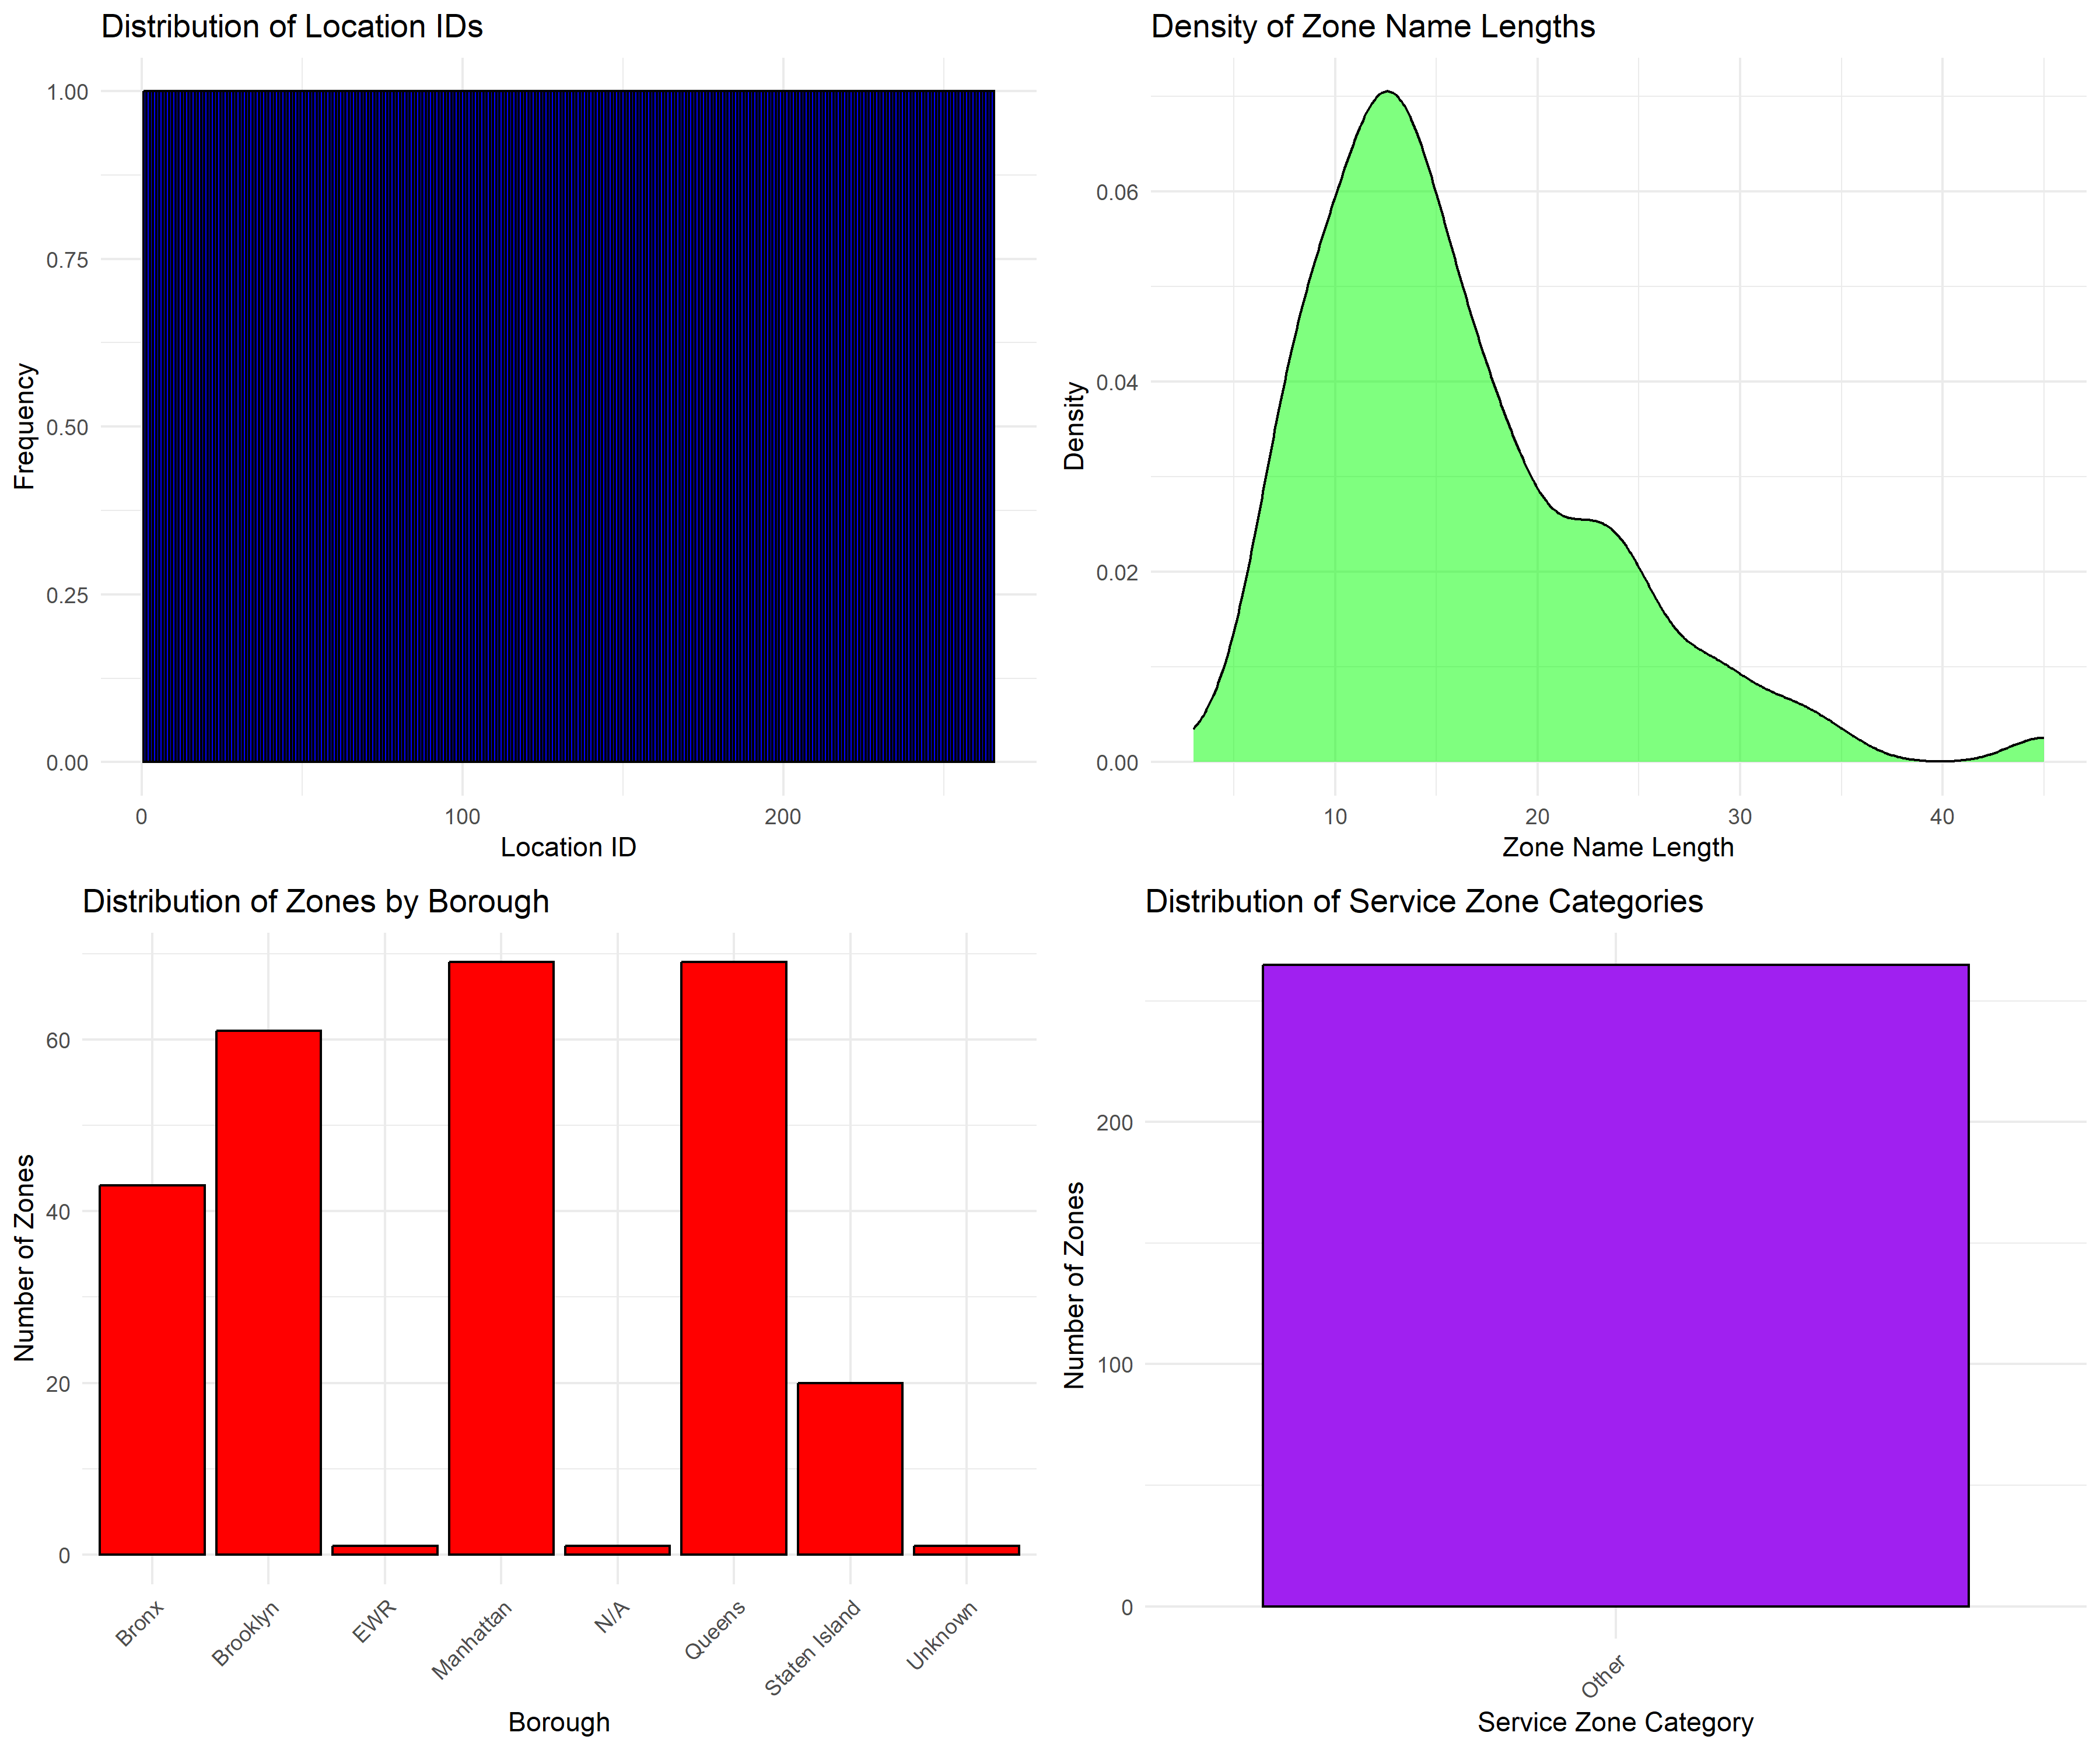 Distribution of Location IDs
Frequency
1.00
0.75
0.50
0.25
0.00
0 100 200
Location ID
Density of Zone Name Lengths
Density
0.06
0.04
0.02
0.00
10 20 30 40
Zone Name Length
Distribution of Zones by Borough
Number of Zones
60
40
20
0
Bronx
Brooklyn
EWR
Manhattan
N/A
Queens
Staten Island
Unknown
Borough
Distribution of Service Zone Categories
Number of Zones
200
100
0
Other
Service Zone Category